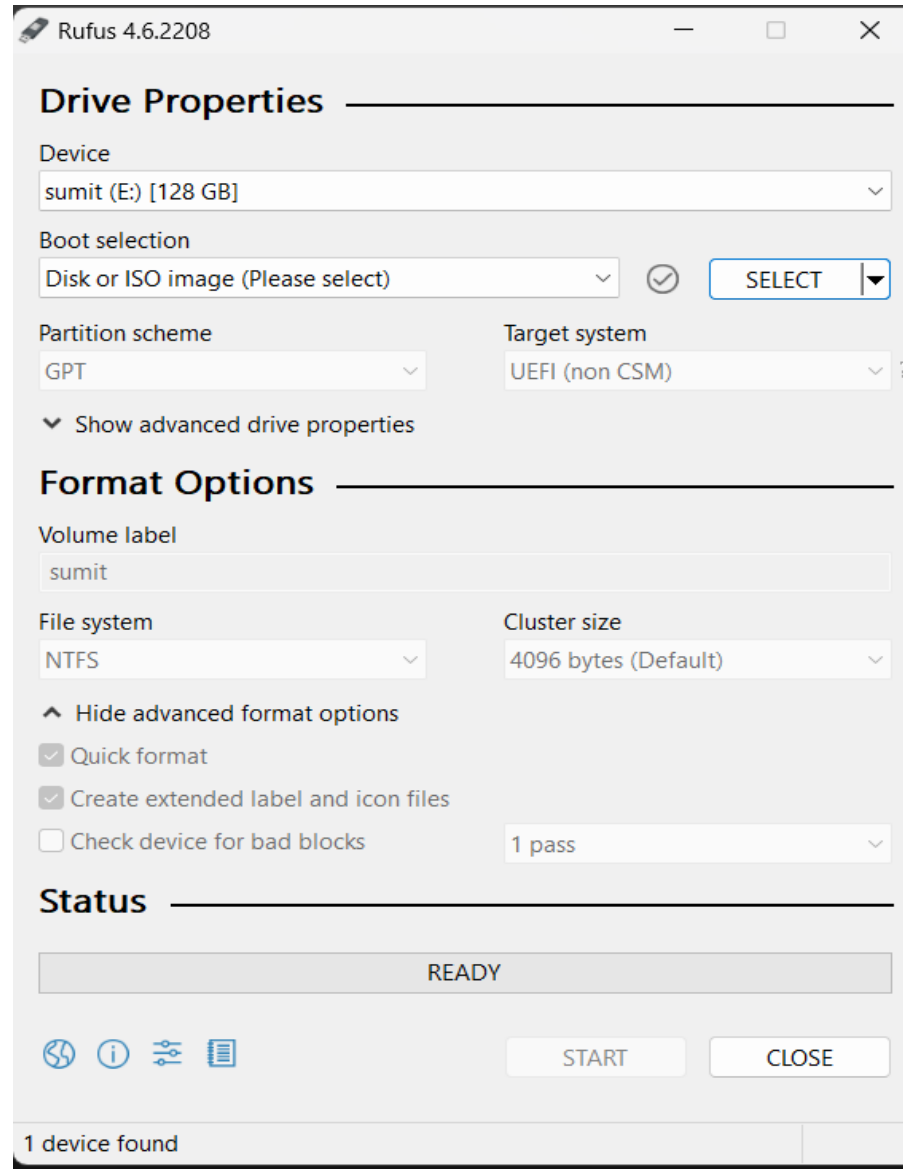 Rufus 4.6.2208
Drive Properties
Device
sumit (E:) [128 GB]
Boot selection
Disk or ISO image (Please select)
SELECT
Partition scheme
Target system
GPT
UEFI (non CSM)
?
Show advanced drive properties
Format Options
Volume label
sumit
File system
Cluster size
NTFS
4096 bytes (Default)
Hide advanced format options
Quick format
Create extended label and icon files
Check device for bad blocks
1 pass
Status
READY
START
CLOSE
1 device found